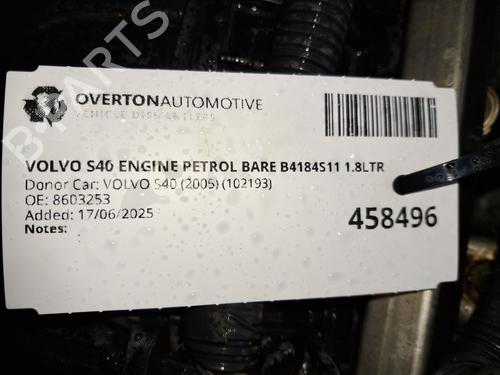 B-PARTS
OVERTONAUTOMOTIVE
VEHICLE DISMANTLERS
VOLVO S40 ENGINE PETROL BARE B4184S11 1.8LTR
Donor Car: VOLVO S40 (2005) (102193)
OE: 8603253
Added: 17/06/2025
Notes:
458496